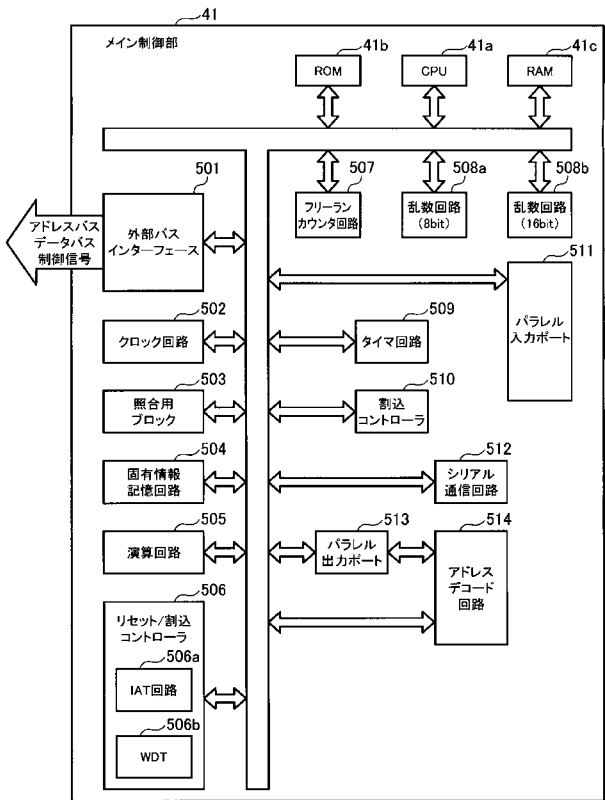 41
メイン制御部
41b
41a
41c
ROM
CPU
RAM
501
507
508a
508b
アドレスバス
データバス
制御信号
外部バス
インターフェース
フリーラン
カウンタ回路
乱数回路
(8bit)
乱数回路
(16bit)
511
パラレル
入力ポート
502
509
クロック回路
タイマ回路
503
510
照合用
ブロック
割込
コントローラ
504
512
固有情報
記憶回路
シリアル
通信回路
505
513
514
演算回路
パラレル
出力ポート
アドレス
デコード
回路
506
リセット/割込
コントローラ
506a
IAT回路
506b
WDT